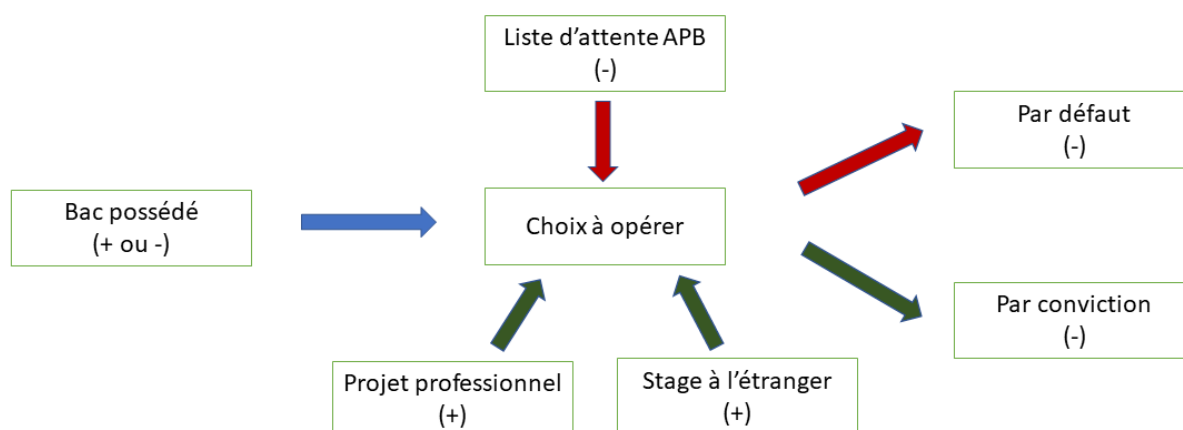 Liste d'attente APB
(-)
Par défaut
(-)
Bac possédé
(+ ou -)
Choix à opérer
Par conviction
(-)
Projet professionnel
(+)
Stage à l'étranger
(+)